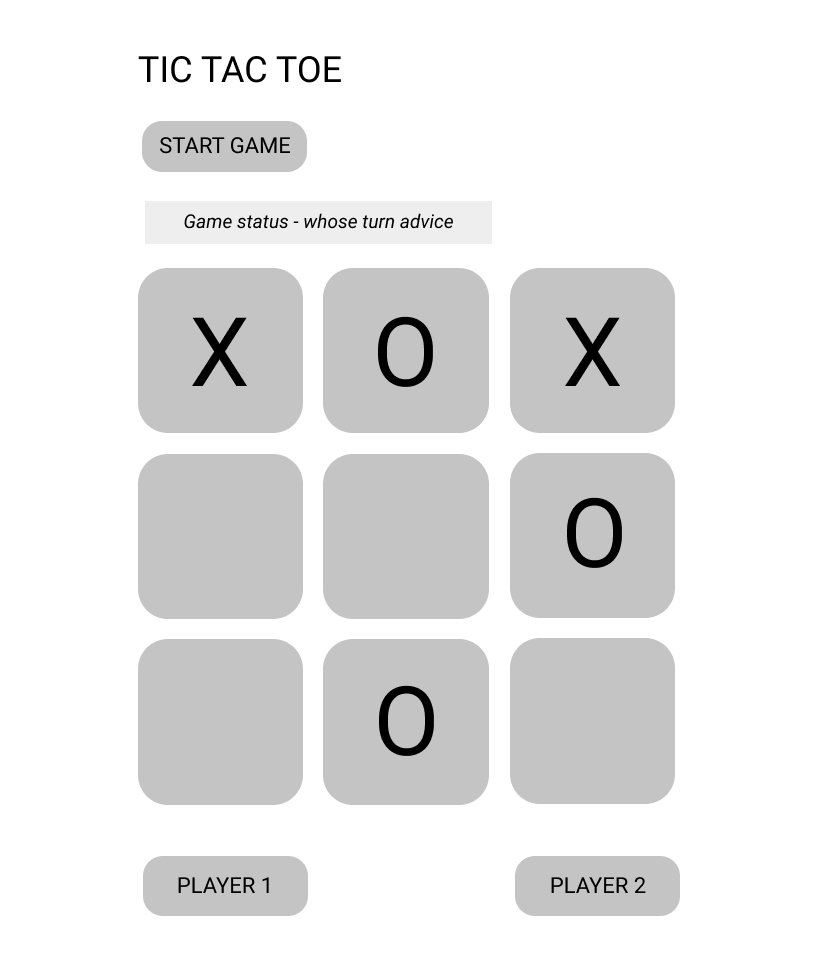 TIC TAC TOE
START GAME
Game status - whose turn advice
X O X
O
O
PLAYER 1 PLAYER 2